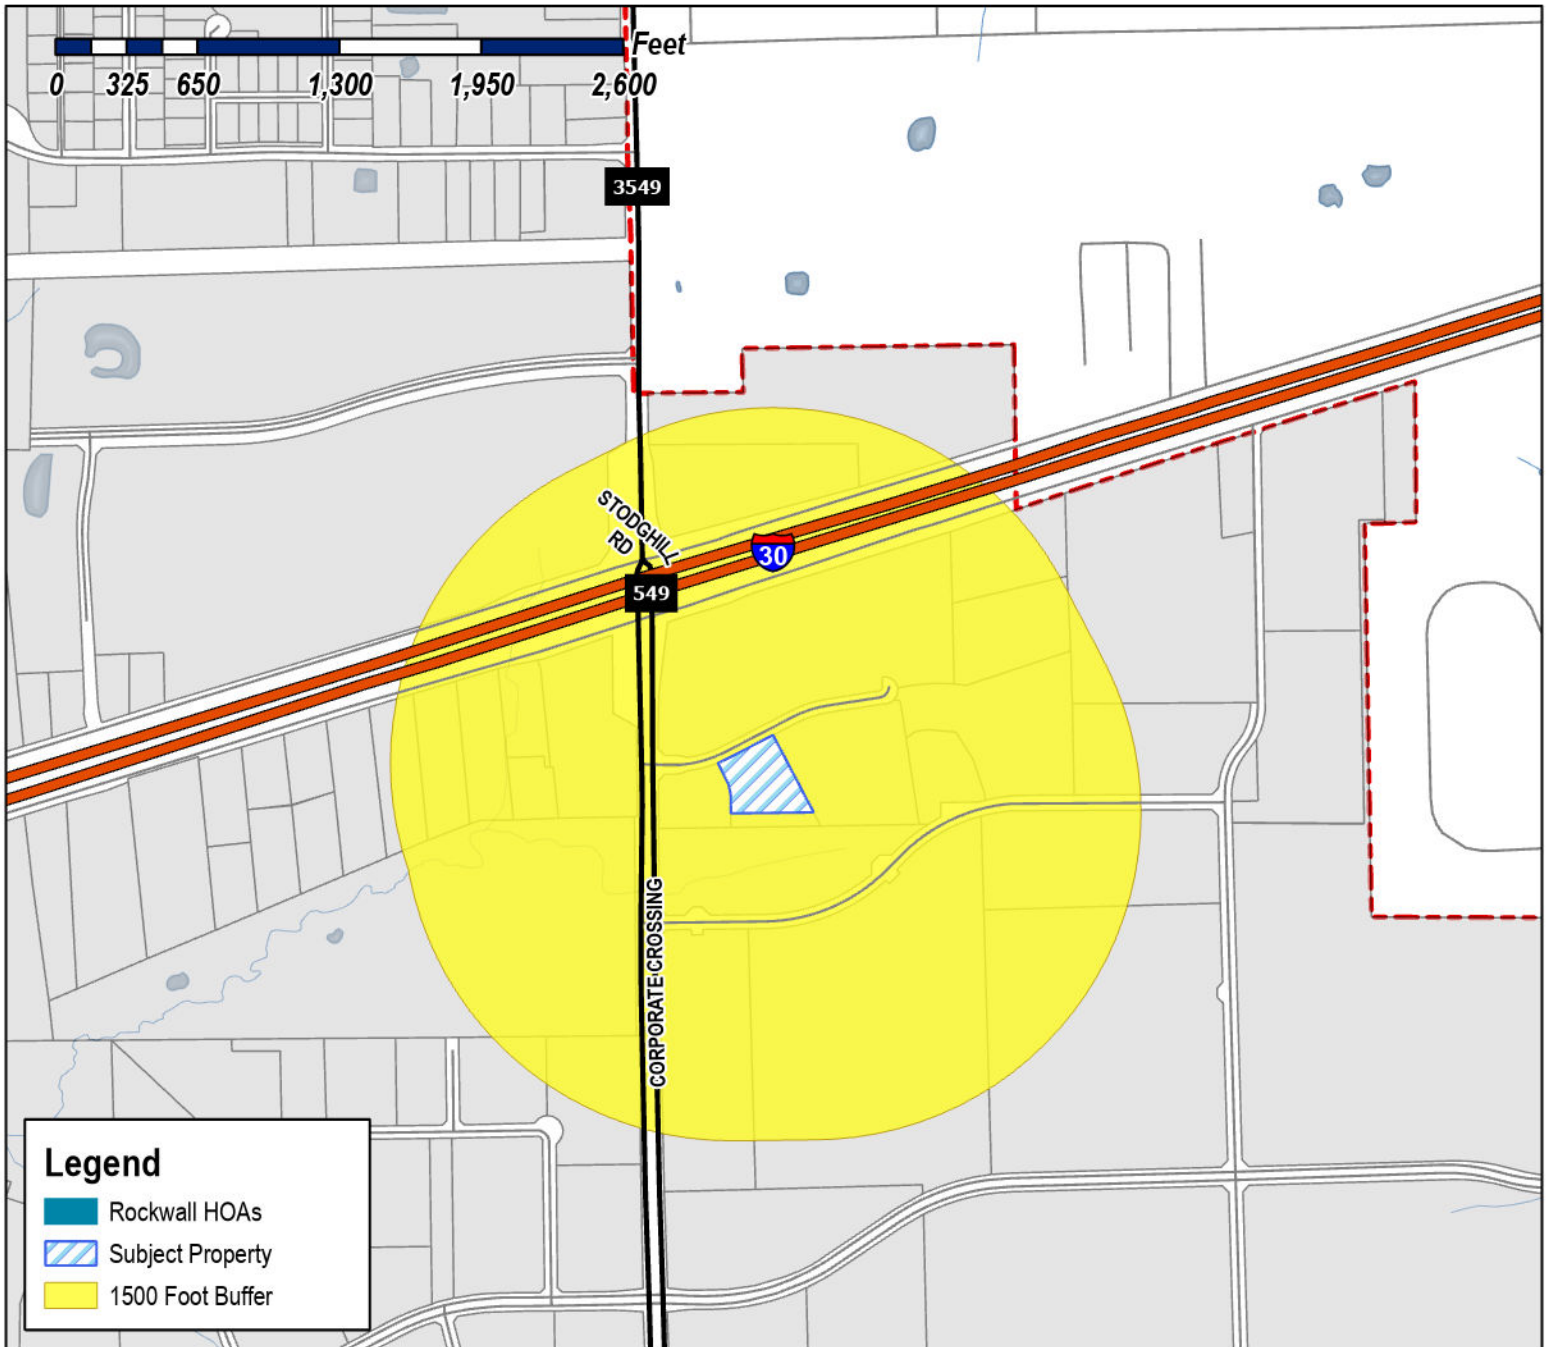 Feet
0 325 650 1,300 1,950 2,600
3549
STODGHILL
RD
30
549
CORPORATE CROSSING
Legend
Rockwall HOAs
Subject Property
1500 Foot Buffer